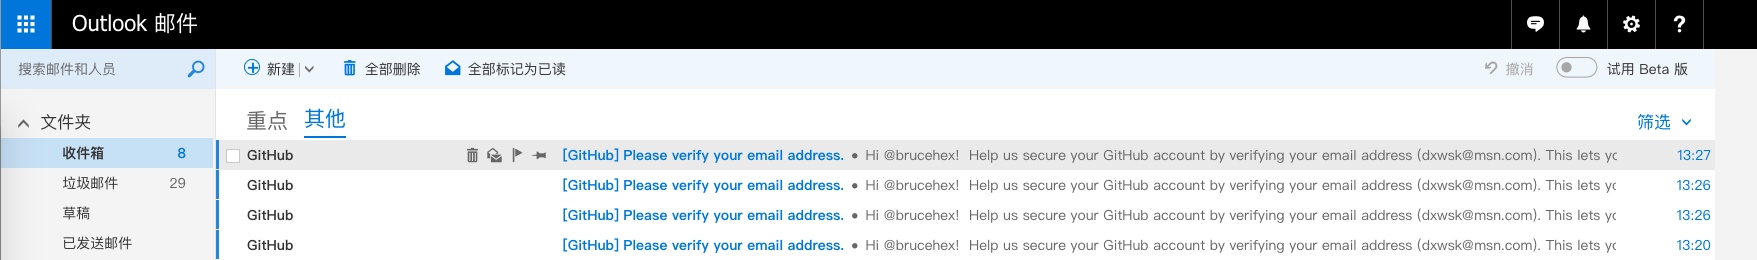 Outlook 邮件
搜索邮件和人员
新建 全部删除 全部标记为已读 撤消 试用 Beta 版
文件夹
收件箱 8
垃圾邮件 29
草稿
已发送邮件
重点 其他 筛选
GitHub [GitHub] Please verify your email address. • Hi @brucehex! Help us secure your GitHub account by verifying your email address (dxwsk@msn.com). This lets yo 13:27
GitHub [GitHub] Please verify your email address. • Hi @brucehex! Help us secure your GitHub account by verifying your email address (dxwsk@msn.com). This lets yo 13:26
GitHub [GitHub] Please verify your email address. • Hi @brucehex! Help us secure your GitHub account by verifying your email address (dxwsk@msn.com). This lets yo 13:26
GitHub [GitHub] Please verify your email address. • Hi @brucehex! Help us secure your GitHub account by verifying your email address (dxwsk@msn.com). This lets yo 13:20